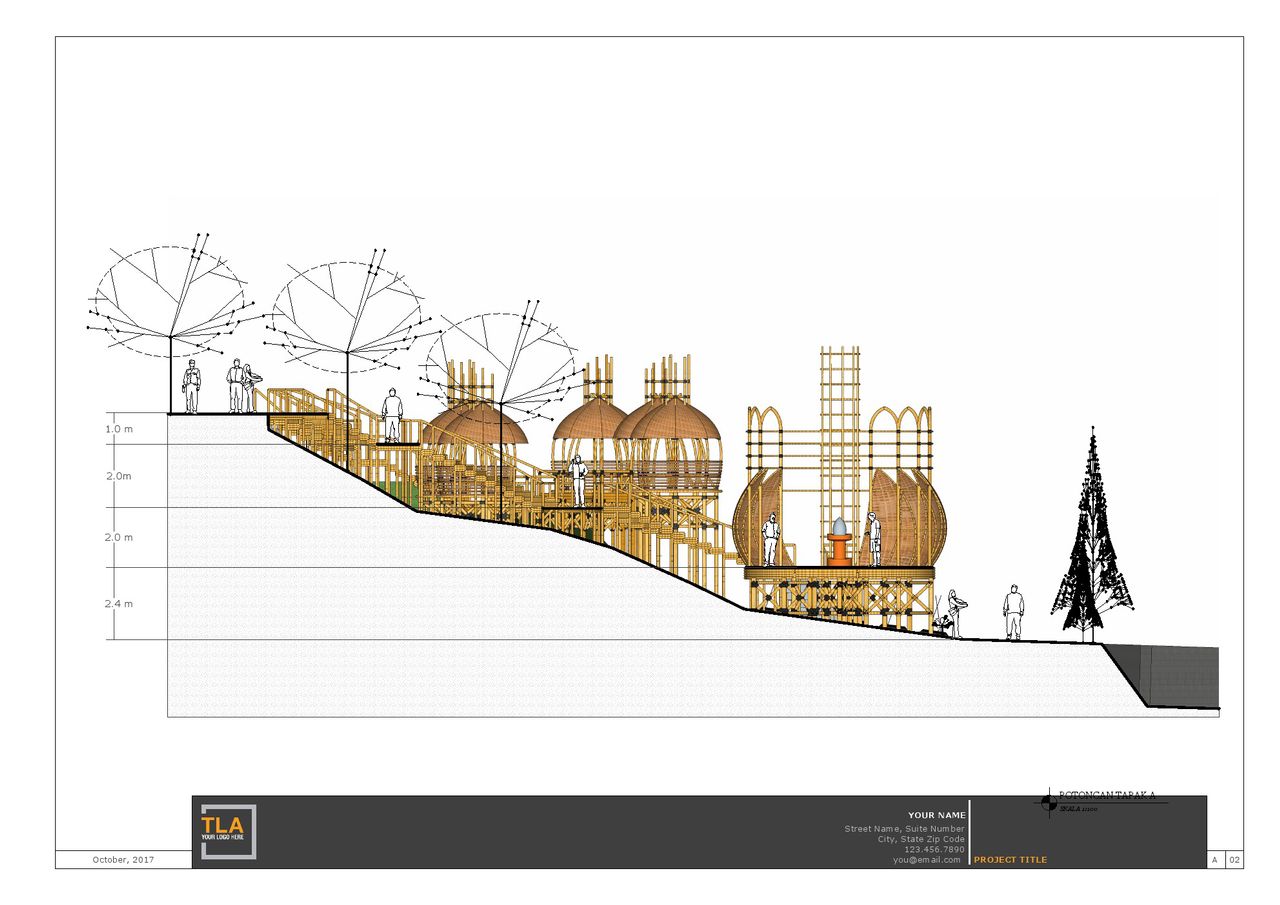 1.0 m
2.0m
2.0 m
2.4 m
POTONGAN TAPAK A
SKALA 1:100
TLA
YOUR LOGO HERE
YOUR NAME
Street Name, Suite Number
City, State Zip Code
123.456.7890
you@email.com
PROJECT TITLE
October, 2017
A
02